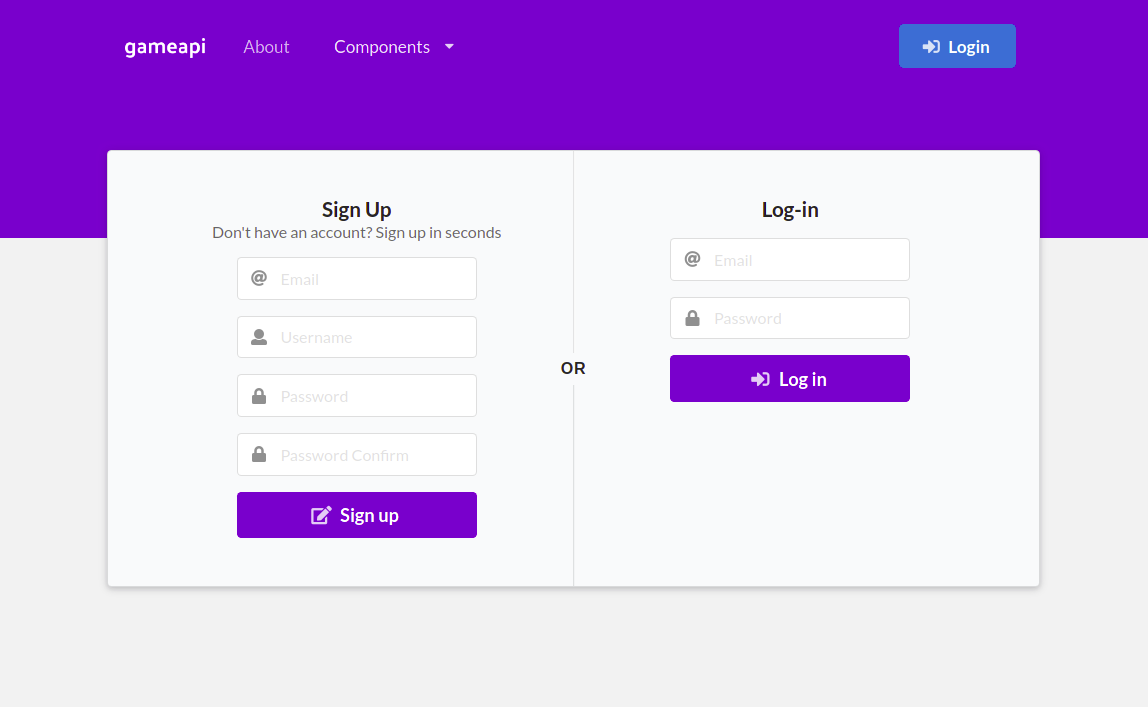 gameapi About Components Login
Sign Up
Don't have an account? Sign up in seconds
@ Email
Username
Password
Password Confirm
Sign up
OR
Log-in
@ Email
Password
Log in